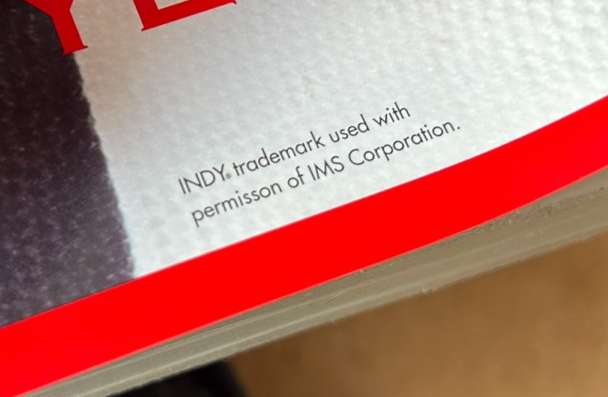 INDY® trademark used with
permisson of IMS Corporation.